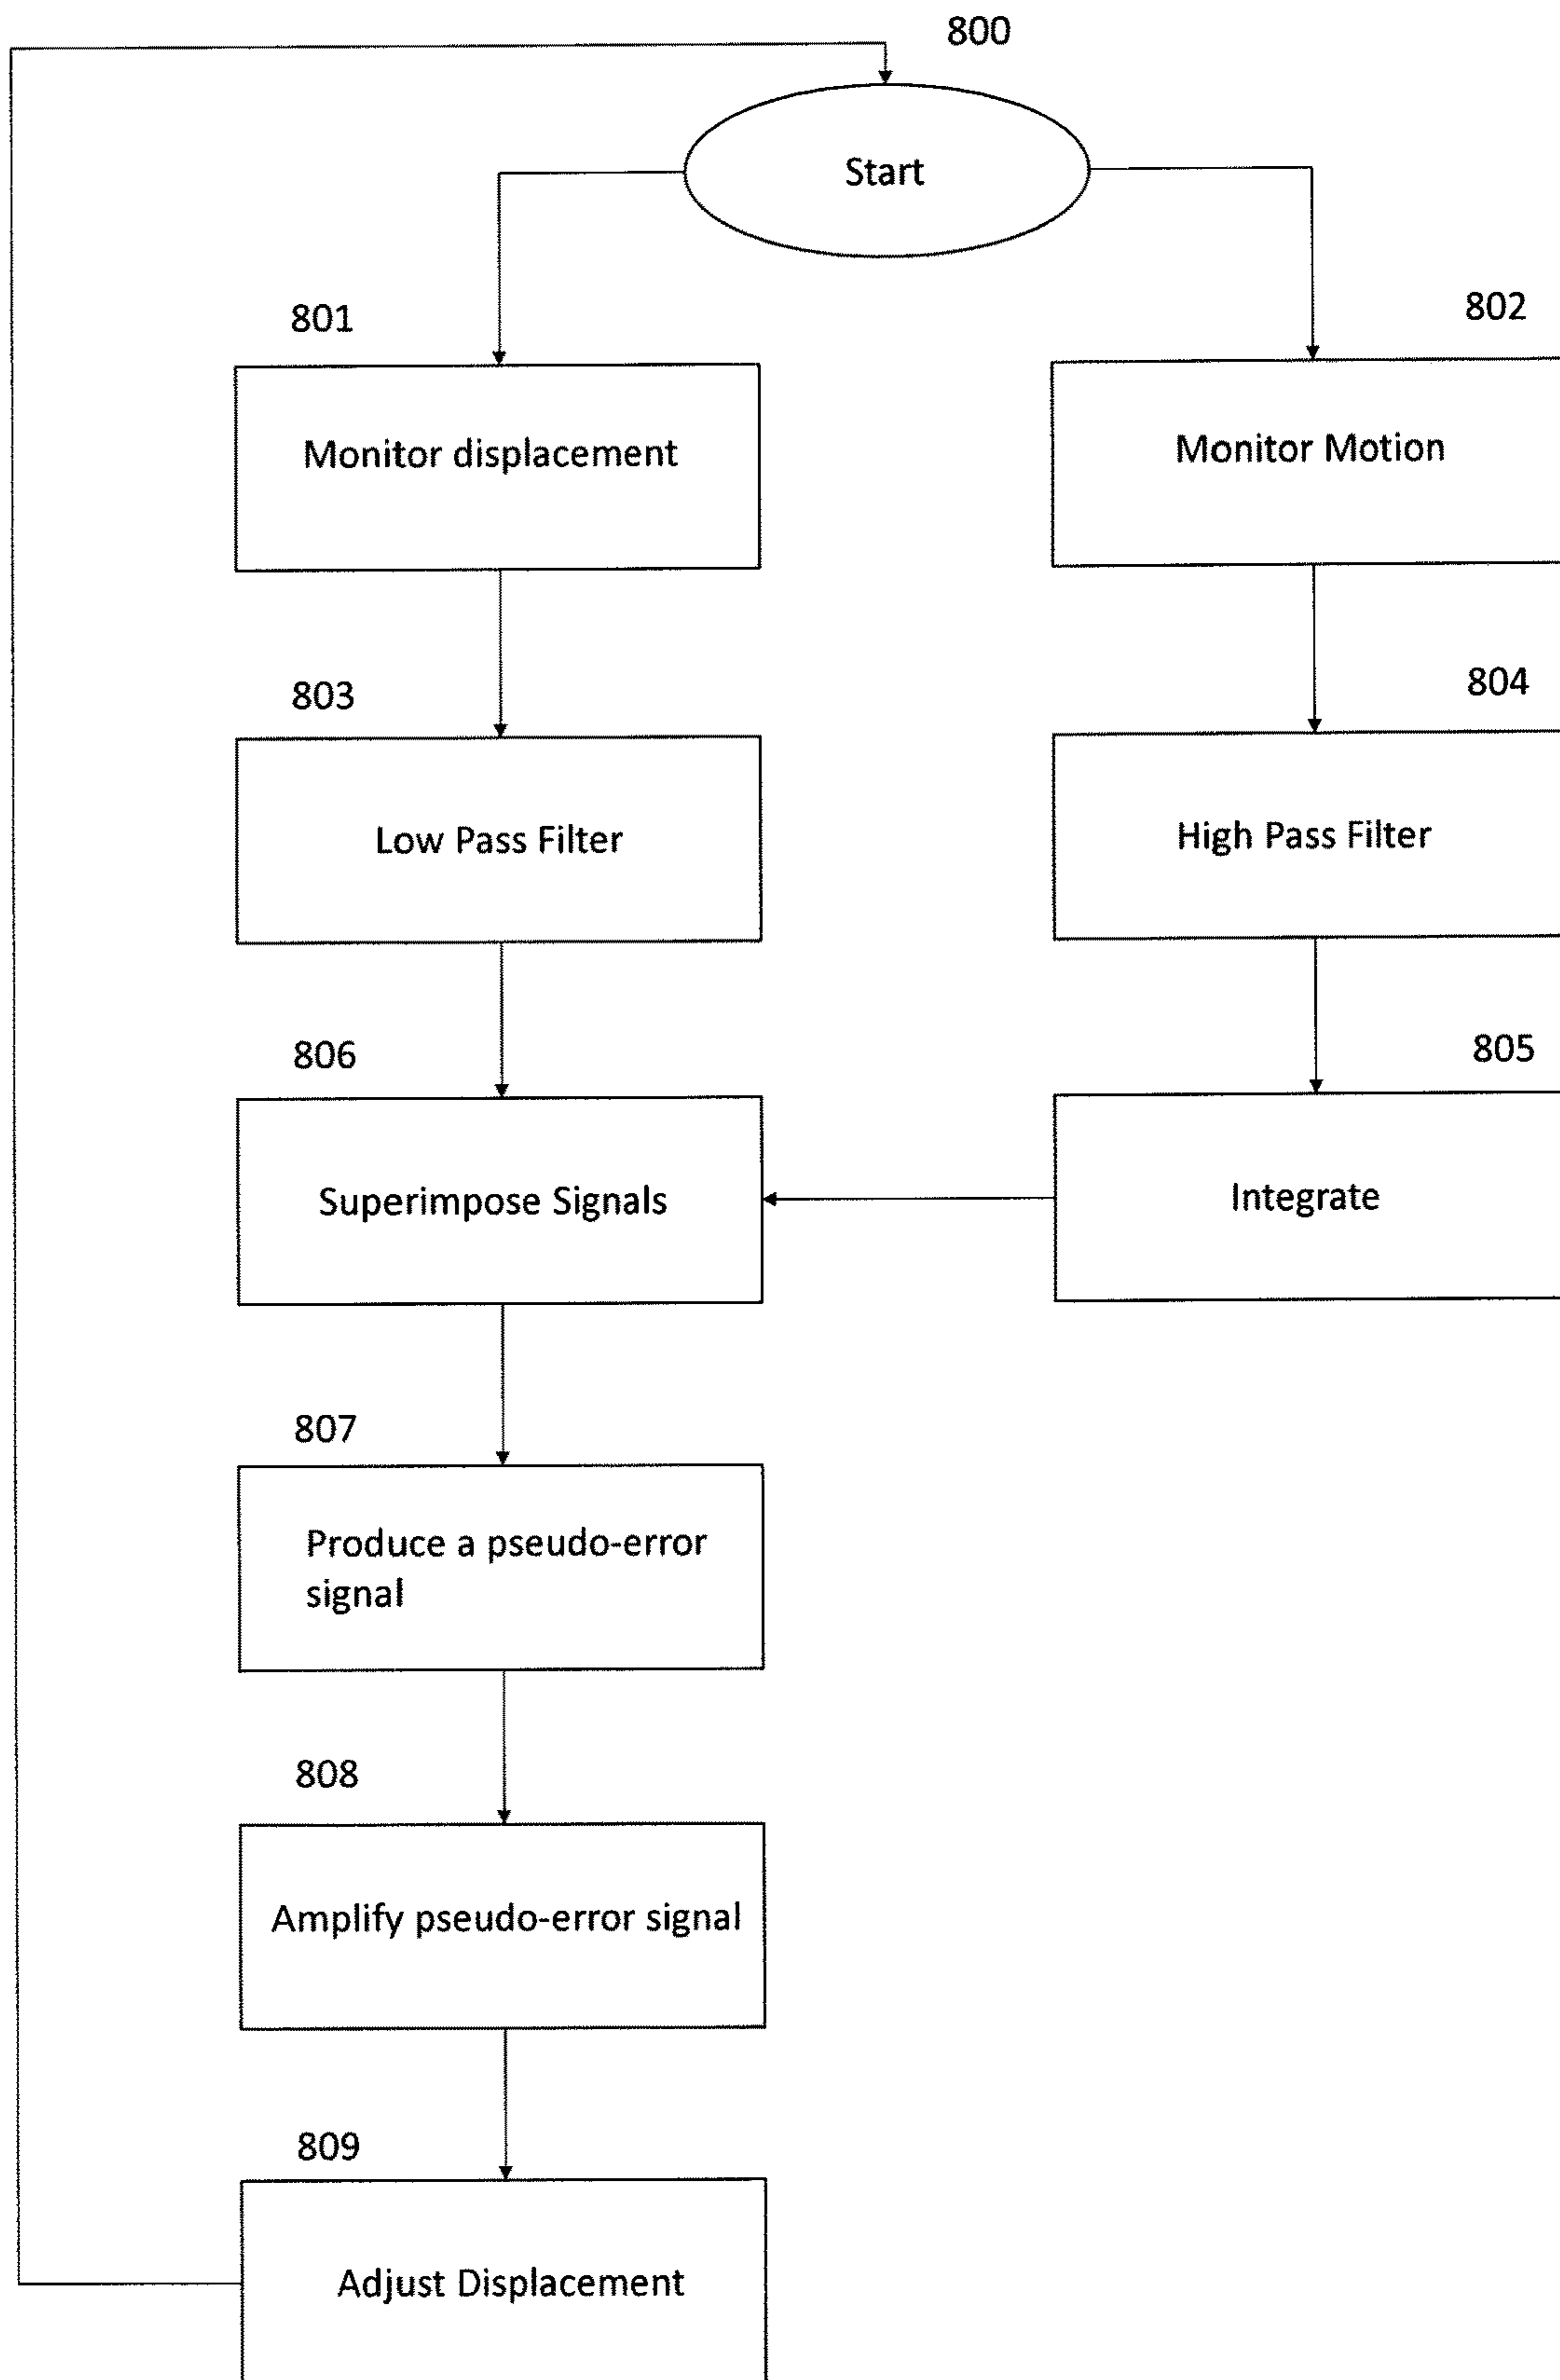 800
Start
801
802
Monitor displacement
Monitor Motion
803
804
Low Pass Filter
High Pass Filter
806
805
Superimpose Signals
Integrate
807
Produce a pseudo-error
signal
808
Amplify pseudo-error signal
809
Adjust Displacement